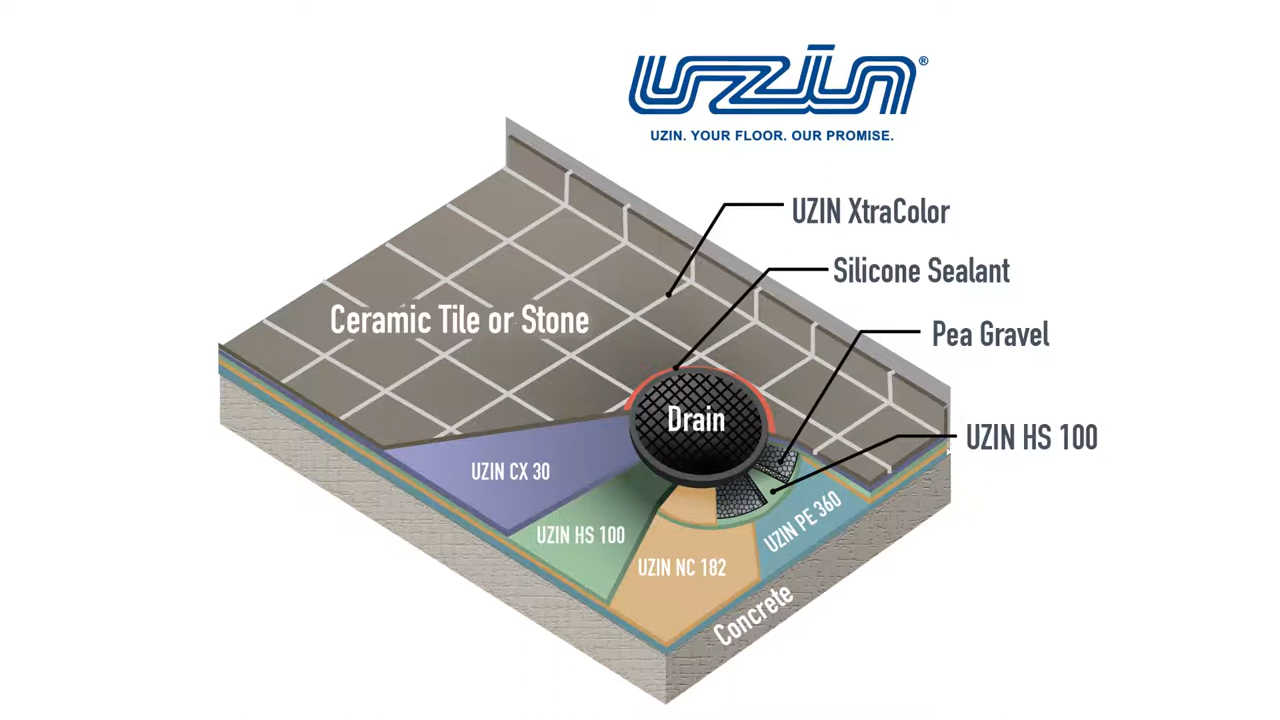 uzin®
UZIN. YOUR FLOOR. OUR PROMISE.
UZIN XtraColor
Silicone Sealant
Ceramic Tile or Stone
Pea Gravel
Drain
UZIN HS 100
UZIN CX 30
UZIN HS 100
UZIN PE 360
UZIN NC 182
Concrete